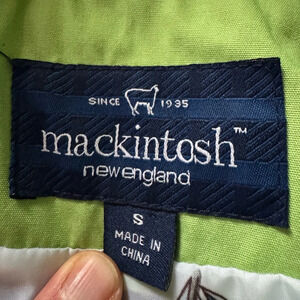 SINCE 1935
mackintosh™
newengland
S
MADE IN
CHINA